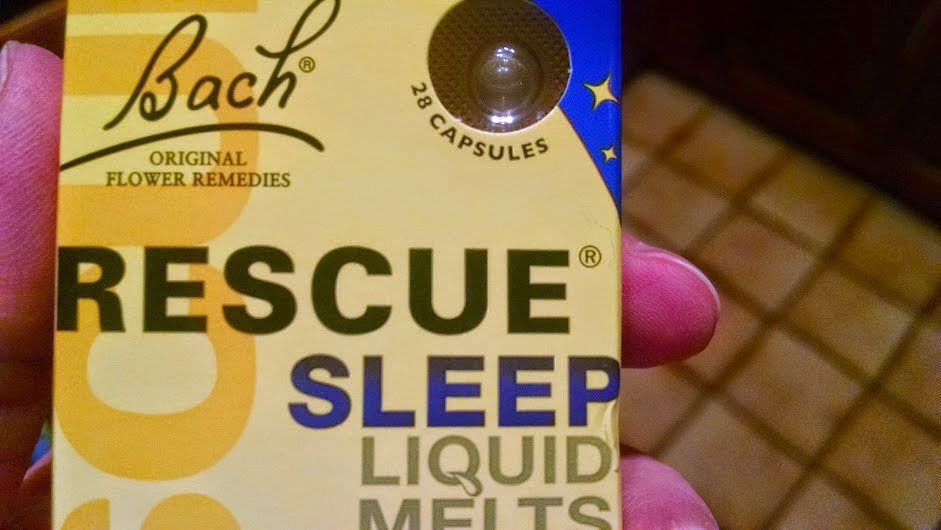 Bach®
28 CAPSULES
ORIGINAL
FLOWER REMEDIES
RESCUE®
SLEEP
LIQUID
MELTS